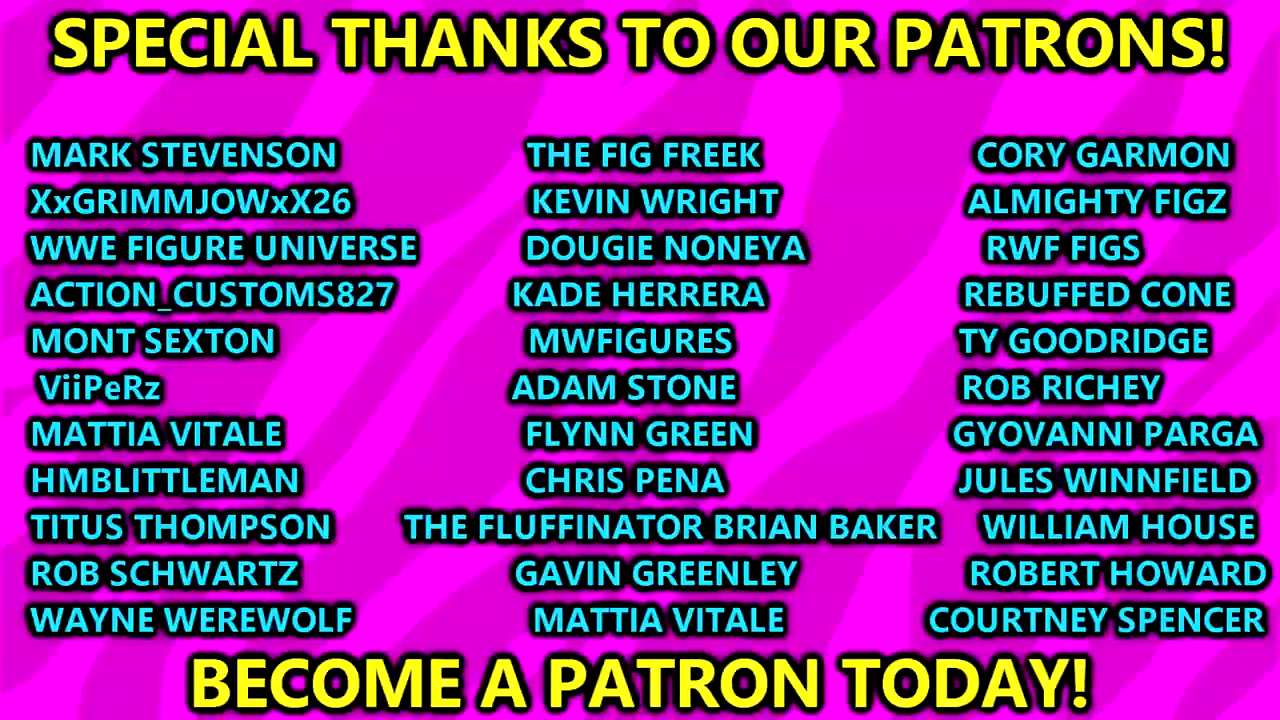 SPECIAL THANKS TO OUR PATRONS!
MARK STEVENSON THE FIG FREEK CORY GARMON
XxGRIMMJOWxX26 KEVIN WRIGHT ALMIGHTY FIGZ
WWE FIGURE UNIVERSE DOUGIE NONEYA RWF FIGS
ACTION_CUSTOMS827 KADE HERRERA REBUFFED CONE
MONT SEXTON MWFIGURES TY GOODRIDGE
ViiPeRz ADAM STONE ROB RICHEY
MATTIA VITALE FLYNN GREEN GYOVANNI PARGA
HMBLITTLEMAN CHRIS PENA JULES WINNFIELD
TITUS THOMPSON THE FLUFFINATOR BRIAN BAKER WILLIAM HOUSE
ROB SCHWARTZ GAVIN GREENLEY ROBERT HOWARD
WAYNE WEREWOLF MATTIA VITALE COURTNEY SPENCER
BECOME A PATRON TODAY!